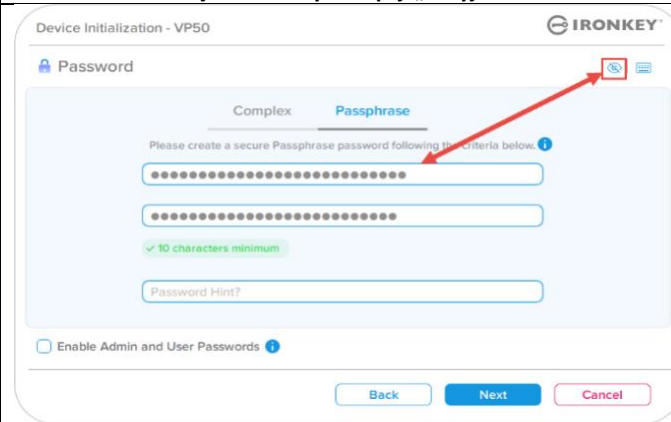 Device Initialization - VP50
IRONKEY
Password
Complex Passphrase
Please create a secure Passphrase password following the criteria below.
●●●●●●●●●●●●●●●●●●●●●●●●●●●
●●●●●●●●●●●●●●●●●●●●●●●●●●
✓ 10 characters minimum
Password Hint?
Enable Admin and User Passwords
Back Next Cancel